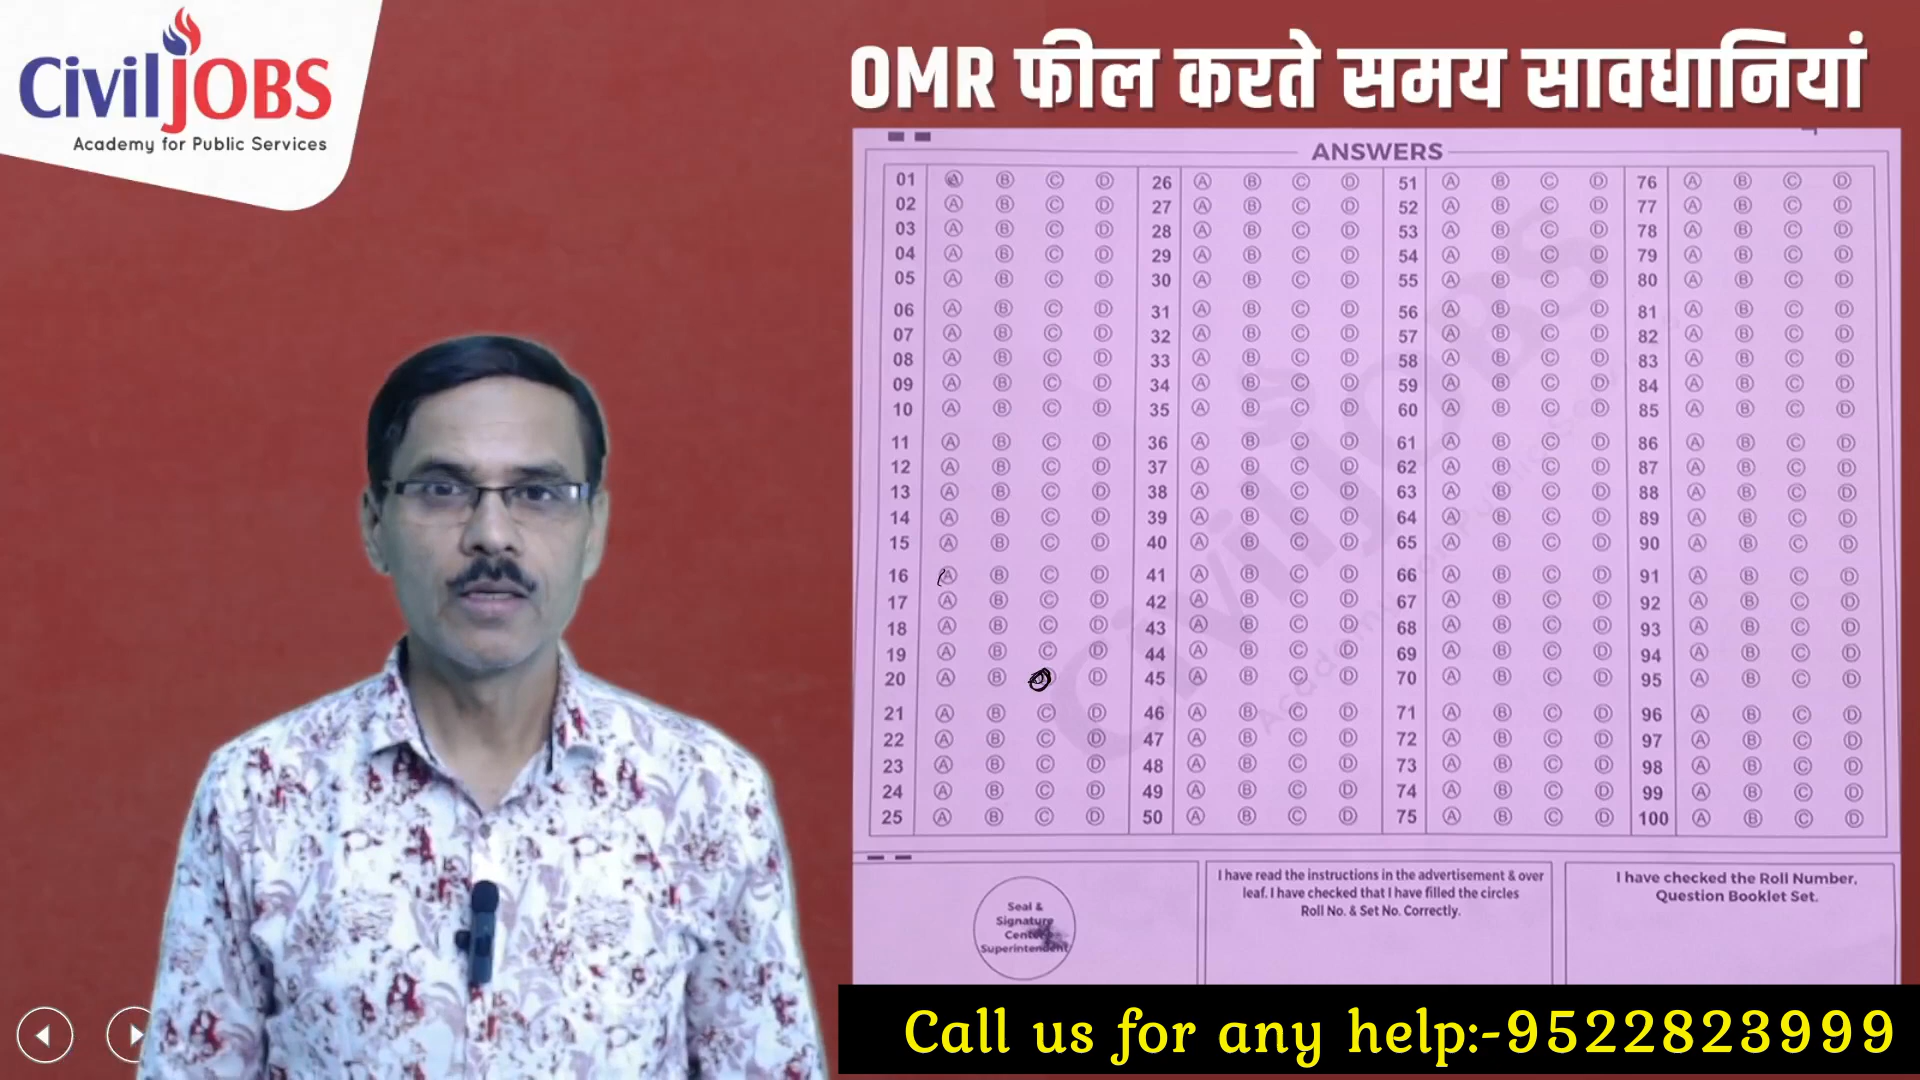 CivilJOBS
Academy for Public Services
OMR फील करते समय सावधानियां
ANSWERS
01 A B C D 26 A B C D 51 A B C D 76 A B C D
02 A B C D 27 A B C D 52 A B C D 77 A B C D
03 A B C D 28 A B C D 53 A B C D 78 A B C D
04 A B C D 29 A B C D 54 A B C D 79 A B C D
05 A B C D 30 A B C D 55 A B C D 80 A B C D
06 A B C D 31 A B C D 56 A B C D 81 A B C D
07 A B C D 32 A B C D 57 A B C D 82 A B C D
08 A B C D 33 A B C D 58 A B C D 83 A B C D
09 A B C D 34 A B C D 59 A B C D 84 A B C D
10 A B C D 35 A B C D 60 A B C D 85 A B C D
11 A B C D 36 A B C D 61 A B C D 86 A B C D
12 A B C D 37 A B C D 62 A B C D 87 A B C D
13 A B C D 38 A B C D 63 A B C D 88 A B C D
14 A B C D 39 A B C D 64 A B C D 89 A B C D
15 A B C D 40 A B C D 65 A B C D 90 A B C D
16 A B C D 41 A B C D 66 A B C D 91 A B C D
17 A B C D 42 A B C D 67 A B C D 92 A B C D
18 A B C D 43 A B C D 68 A B C D 93 A B C D
19 A B C D 44 A B C D 69 A B C D 94 A B C D
20 A B D 45 A B C D 70 A B C D 95 A B C D
21 A B C D 46 A B C D 71 A B C D 96 A B C D
22 A B C D 47 A B C D 72 A B C D 97 A B C D
23 A B C D 48 A B C D 73 A B C D 98 A B C D
24 A B C D 49 A B C D 74 A B C D 99 A B C D
25 A B C D 50 A B C D 75 A B C D 100 A B C D
CivilJOBS
Academy for Public Services
Seal &
Signature
Centre
Superintendent
I have read the instructions in the advertisement & over
leaf. I have checked that I have filled the circles
Roll No. & Set No. Correctly.
I have checked the Roll Number,
Question Booklet Set.
Call us for any help:-9522823999